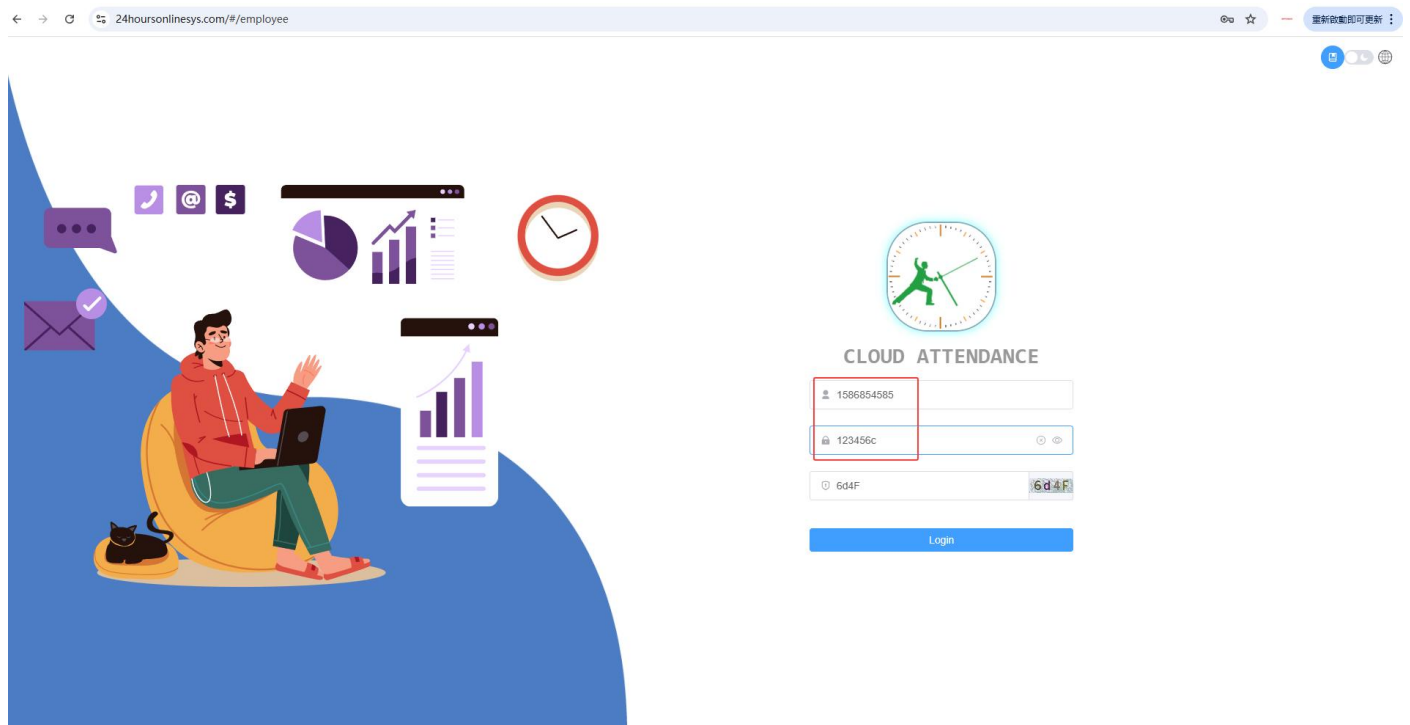 24hoursonlinesys.com/#/employee
重新啟動即可更新
@ $
CLOUD ATTENDANCE
1586854585
123456c
6d4F
6d4F
Login